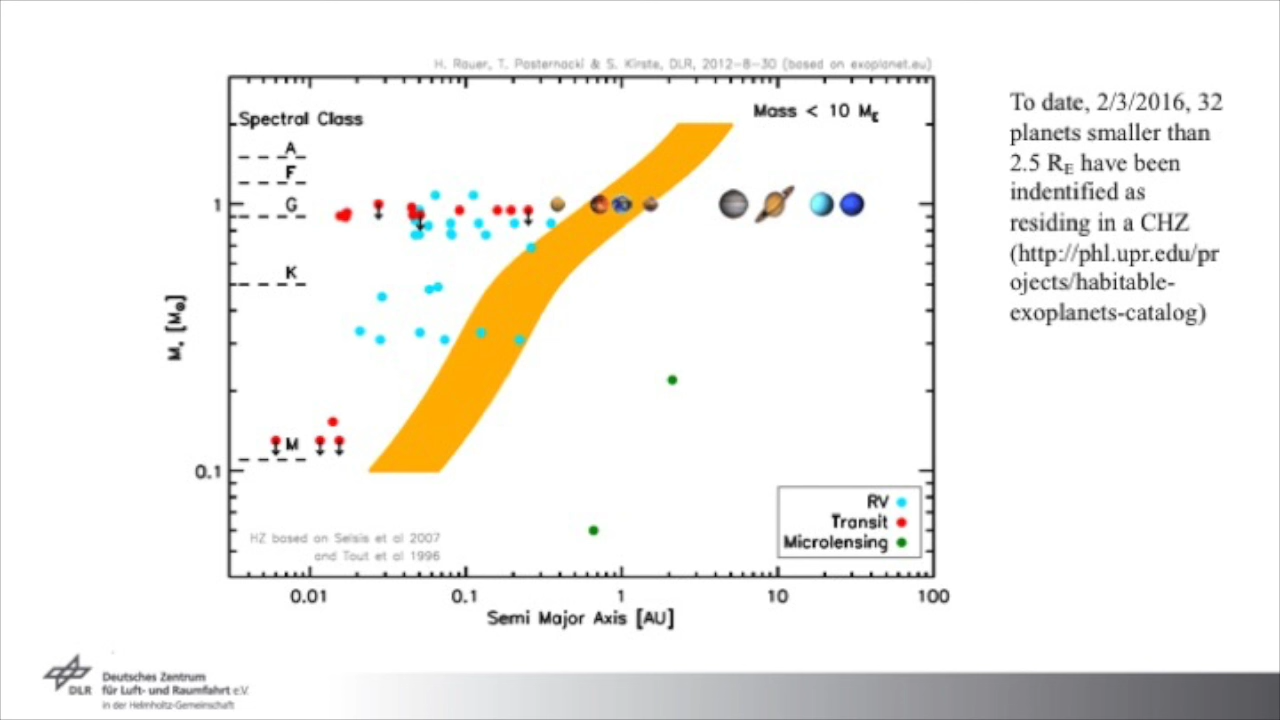 H. Rauer, T. Pasternacki & S. Kirste, DLR, 2012-8-30 (based on exoplanet.eu)
Spectral Class
Mass < 10 M_E
A
F
G
K
M
1
0.1
M* [M⊕]
HZ based on Selsis et al 2007
and Tout et al 1996
RV
Transit
Microlensing
0.01 0.1 1 10 100
Semi Major Axis [AU]
To date, 2/3/2016, 32
planets smaller than
2.5 R_E have been
indentified as
residing in a CHZ
(http://phl.upr.edu/pr
ojects/habitable-
exoplanets-catalog)
DLR
Deutsches Zentrum
für Luft- und Raumfahrt e.V.
in der Helmholtz-Gemeinschaft